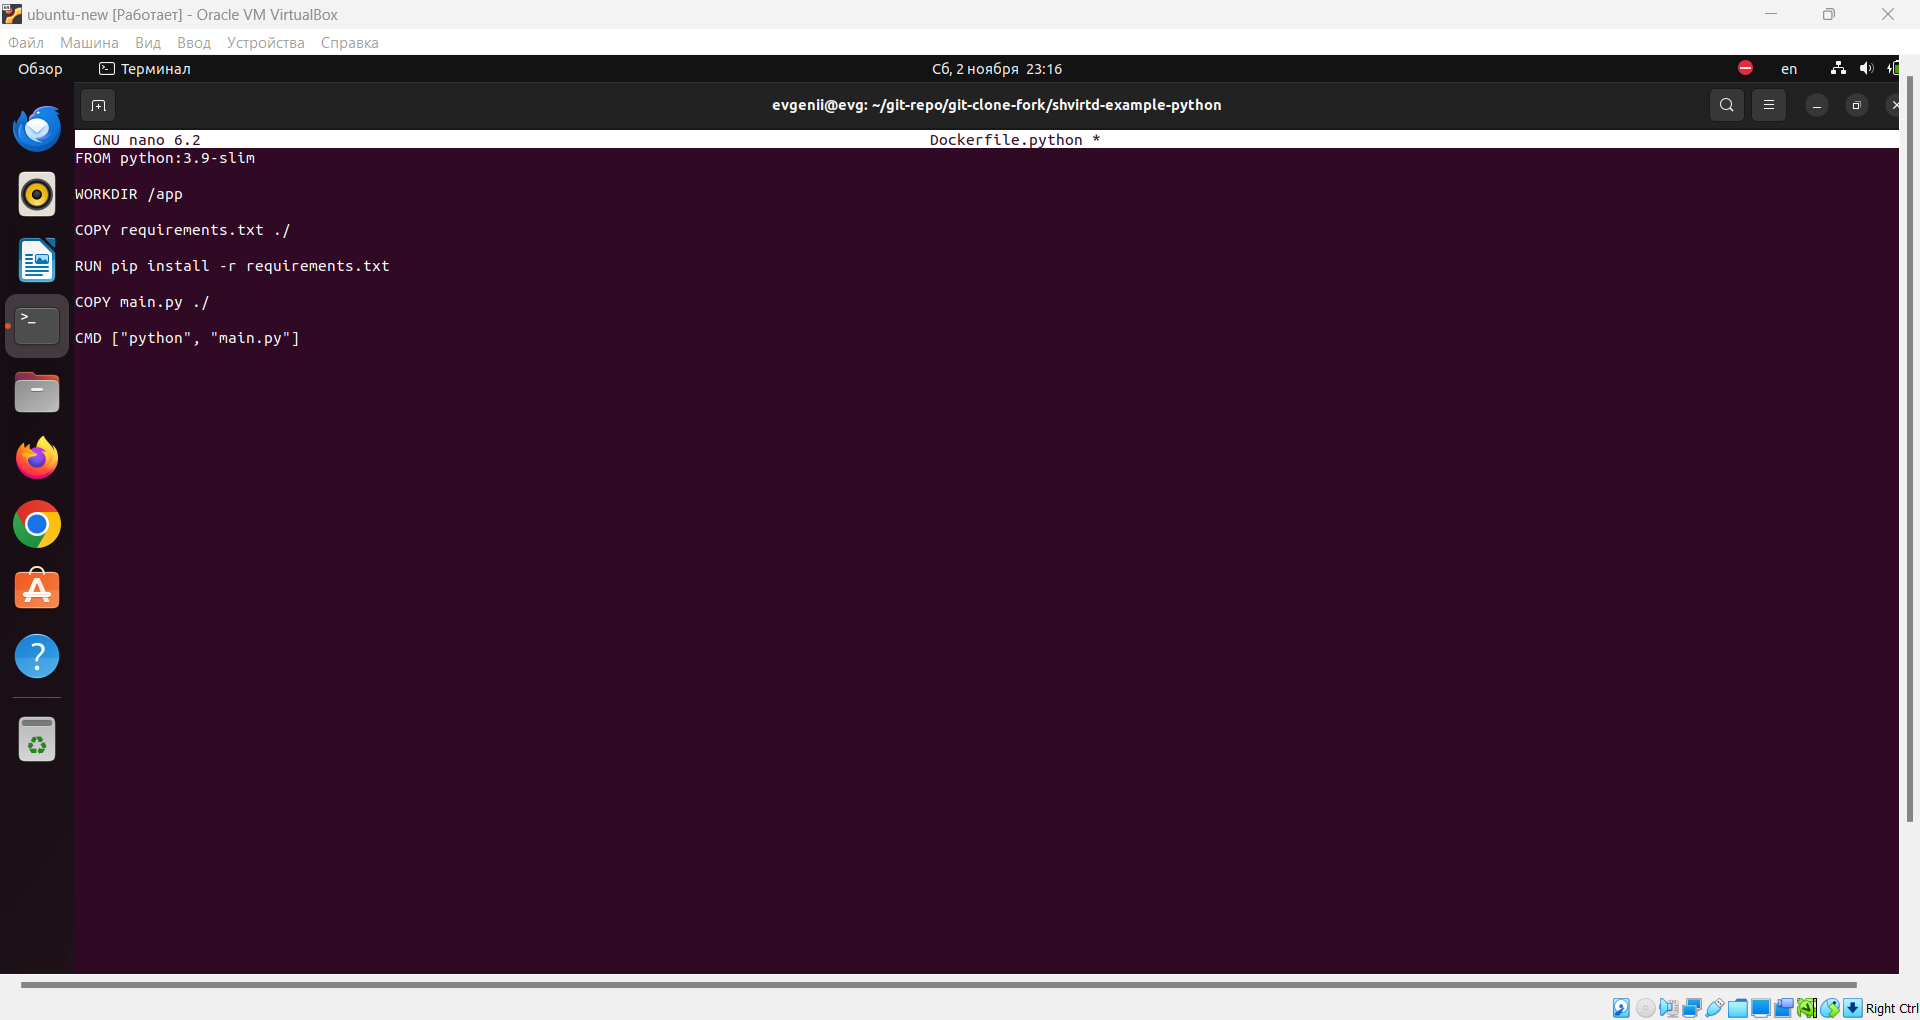 ubuntu-new [Работает] - Oracle VM VirtualBox
Файл Машина Вид Ввод Устройства Справка
Обзор Терминал Сб, 2 ноября 23:16 en
evgenii@evg: ~/git-repo/git-clone-fork/shvirtd-example-python
GNU nano 6.2 Dockerfile.python *
FROM python:3.9-slim
WORKDIR /app
COPY requirements.txt ./
RUN pip install -r requirements.txt
COPY main.py ./
CMD ["python", "main.py"]
Right Ctrl